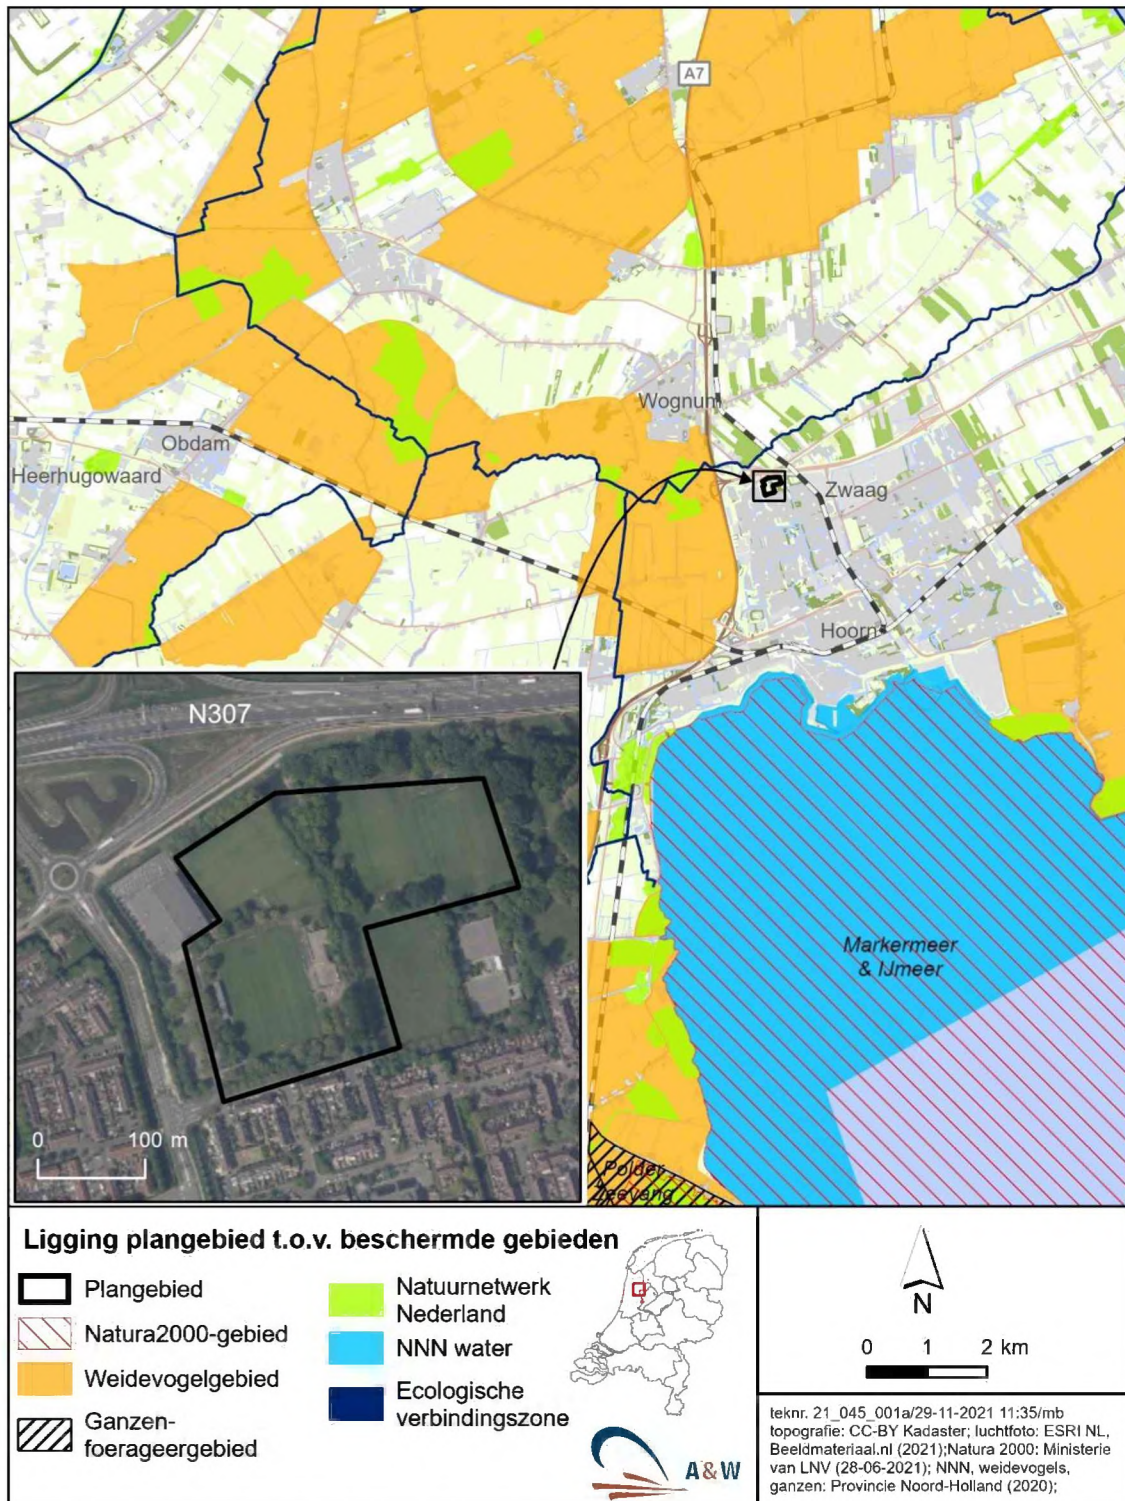 A7
Wognum
Obdam
Heerhugowaard
Zwaag
Hoorn
N307
Markermeer
& IJmeer
0 100 m
Polder
Zeevang
Ligging plangebied t.o.v. beschermde gebieden
Plangebied
Natura2000-gebied
Weidevogelgebied
Ganzen-
foerageergebied
Natuurnetwerk
Nederland
NNN water
Ecologische
verbindingszone
A&W
N
0 1 2 km
teknr. 21_045_001a/29-11-2021 11:35/mb
topografie: CC-BY Kadaster; luchtfoto: ESRI NL,
Beeldmateriaal.nl (2021);Natura 2000: Ministerie
van LNV (28-06-2021); NNN, weidevogels,
ganzen: Provincie Noord-Holland (2020);